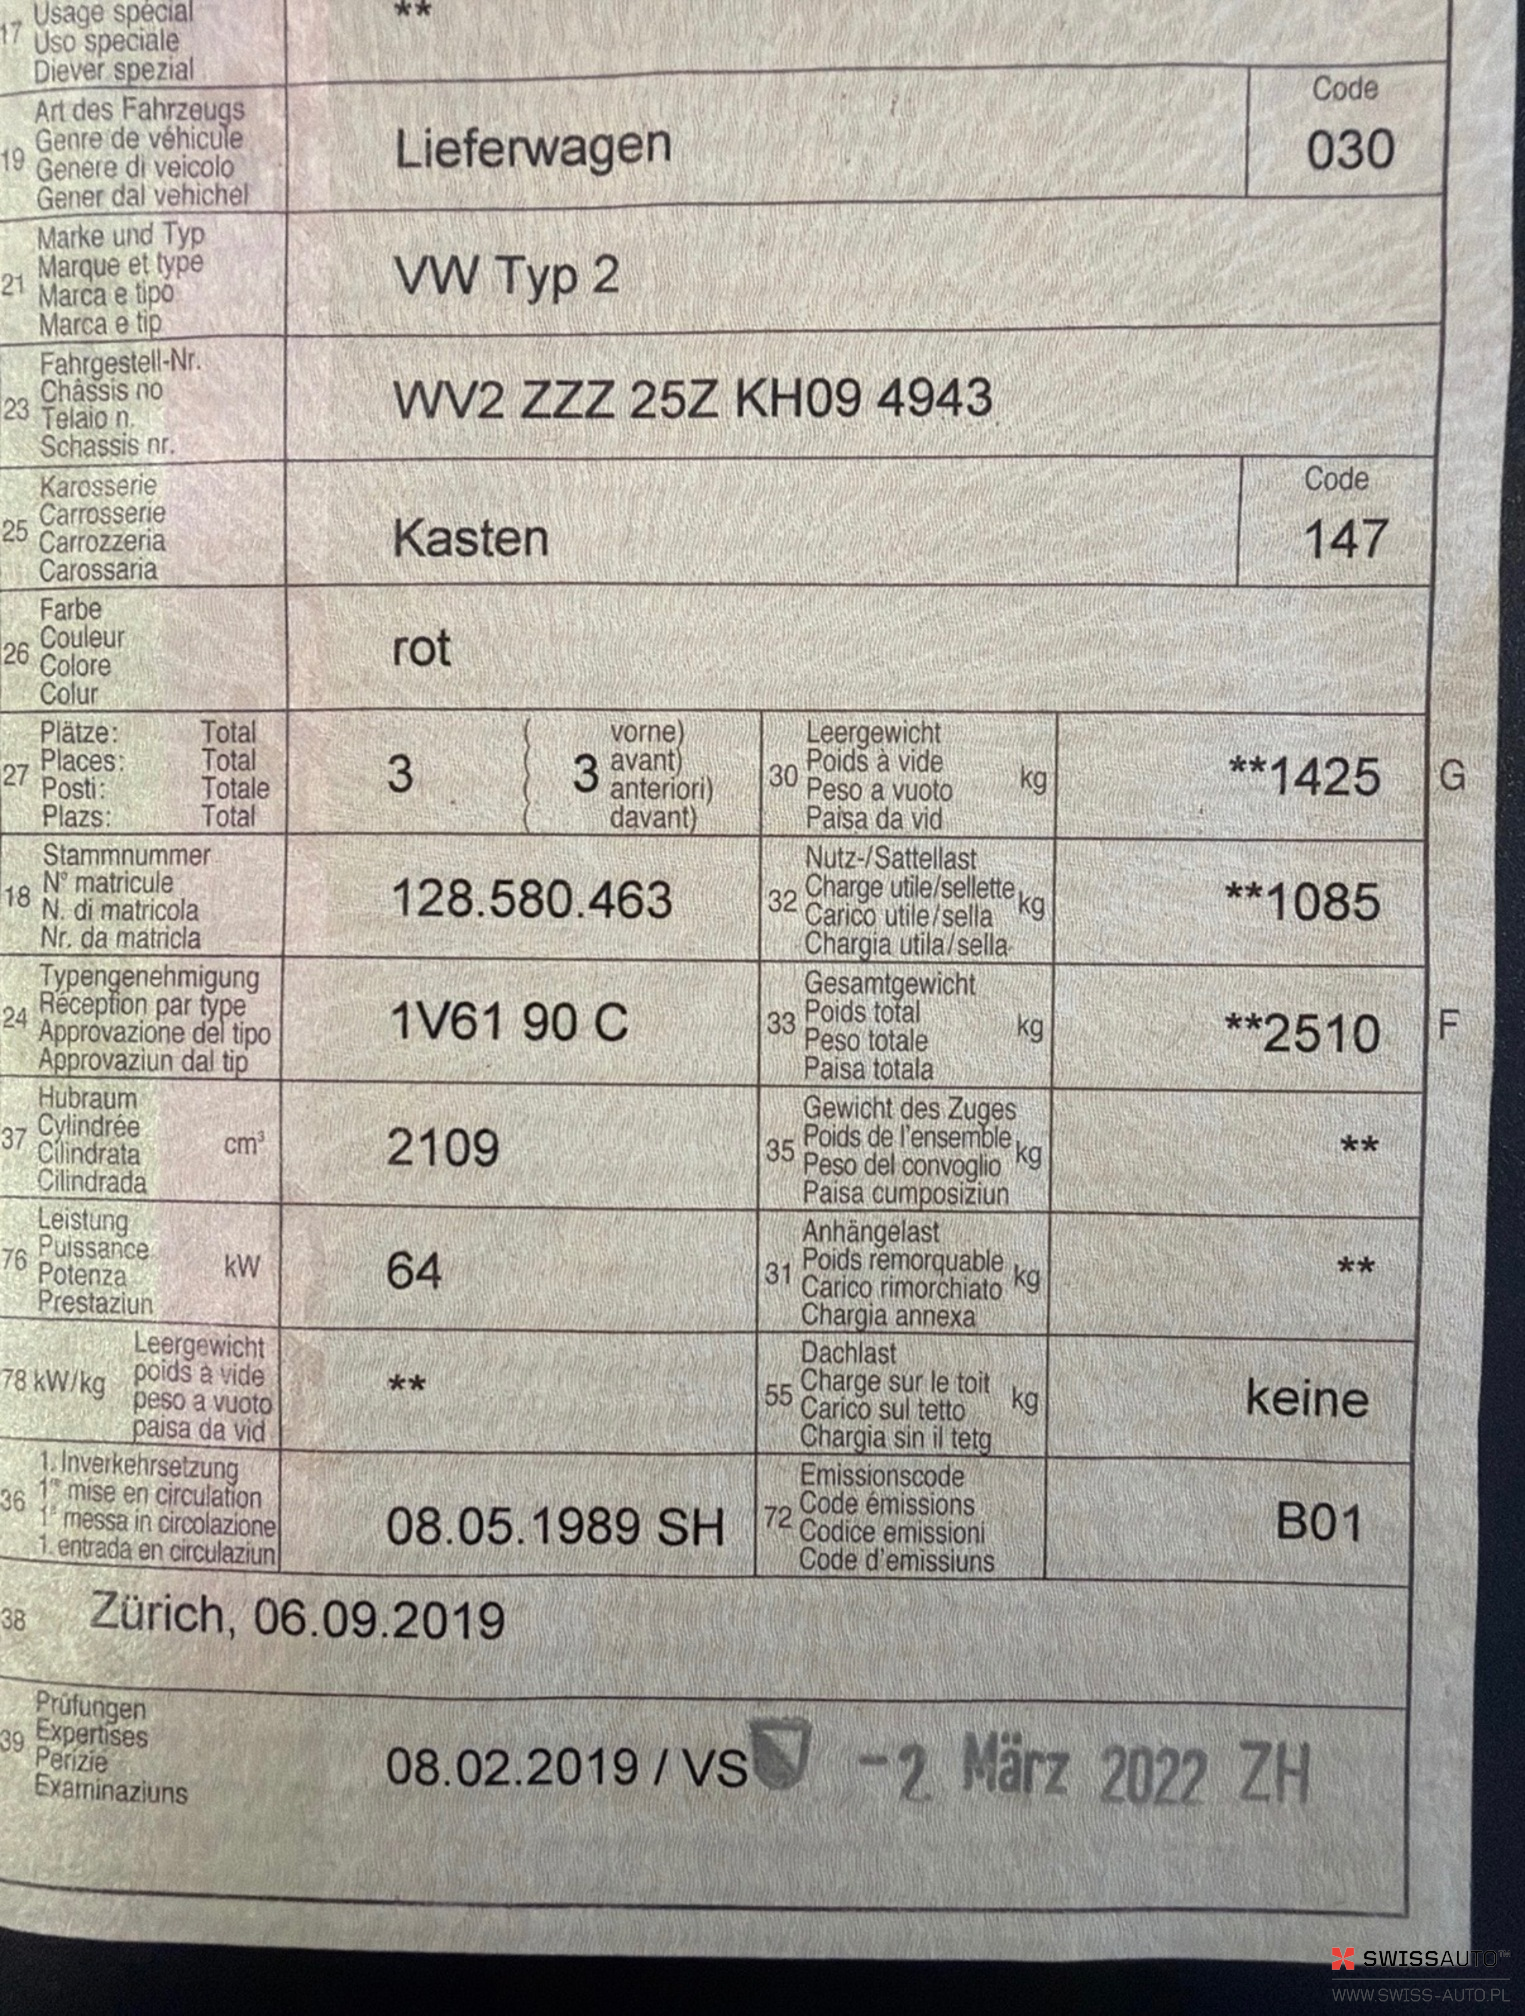 17 Usage spécial **
Uso speciale
Diever spezial
19 Art des Fahrzeugs
Genre de véhicule
Genere di veicolo
Gener dal vehichel
Lieferwagen
Code
030
21 Marke und Typ
Marque et type
Marca e tipo
Marca e tip
VW Typ 2
23 Fahrgestell-Nr.
Châssis no
Telaio n.
Schassis nr.
WV2 ZZZ 25Z KH09 4943
25 Karosserie
Carrosserie
Carrozzeria
Carossaria
Kasten
Code
147
26 Farbe
Couleur
Colore
Colur
rot
27 Plätze: Total
Places: Total
Posti: Totale
Plazs: Total
3
( 3 vorne)
avant)
anteriori)
( davant)
30 Leergewicht
Poids à vide
Peso a vuoto
Paisa da vid
kg
**1425
G
18 Stammnummer
N° matricule
N. di matricola
Nr. da matricla
128.580.463
32 Nutz-/Sattellast
Charge utile/sellette
Carico utile/sella
Chargia utila/sella
kg
**1085
24 Typengenehmigung
Réception par type
Approvazione del tipo
Approvaziun dal tip
1V61 90 C
33 Gesamtgewicht
Poids total
Peso totale
Paisa totala
kg
**2510
F
37 Hubraum
Cylindrée
Cilindrata
Cilindrada
cm³
2109
35 Gewicht des Zuges
Poids de l'ensemble
Peso del convoglio
Paisa cumposiziun
kg
**
76 Leistung
Puissance
Potenza
Prestaziun
kW
64
31 Anhängelast
Poids remorquable
Carico rimorchiato
Chargia annexa
kg
**
78 kW/kg
Leergewicht
poids à vide
peso a vuoto
paisa da vid
**
55 Dachlast
Charge sur le toit
Carico sul tetto
Chargia sin il tetg
kg
keine
36 1. Inverkehrsetzung
1re mise en circulation
1a messa in circolazione
1. entrada en circulaziun
08.05.1989 SH
72 Emissionscode
Code émissions
Codice emissioni
Code d'emissiuns
B01
38 Zürich, 06.09.2019
39 Prüfungen
Expertises
Perizie
Examinaziuns
08.02.2019 / VS
-2. März 2022 ZH
SWISSAUTO™
WWW.SWISS-AUTO.PL